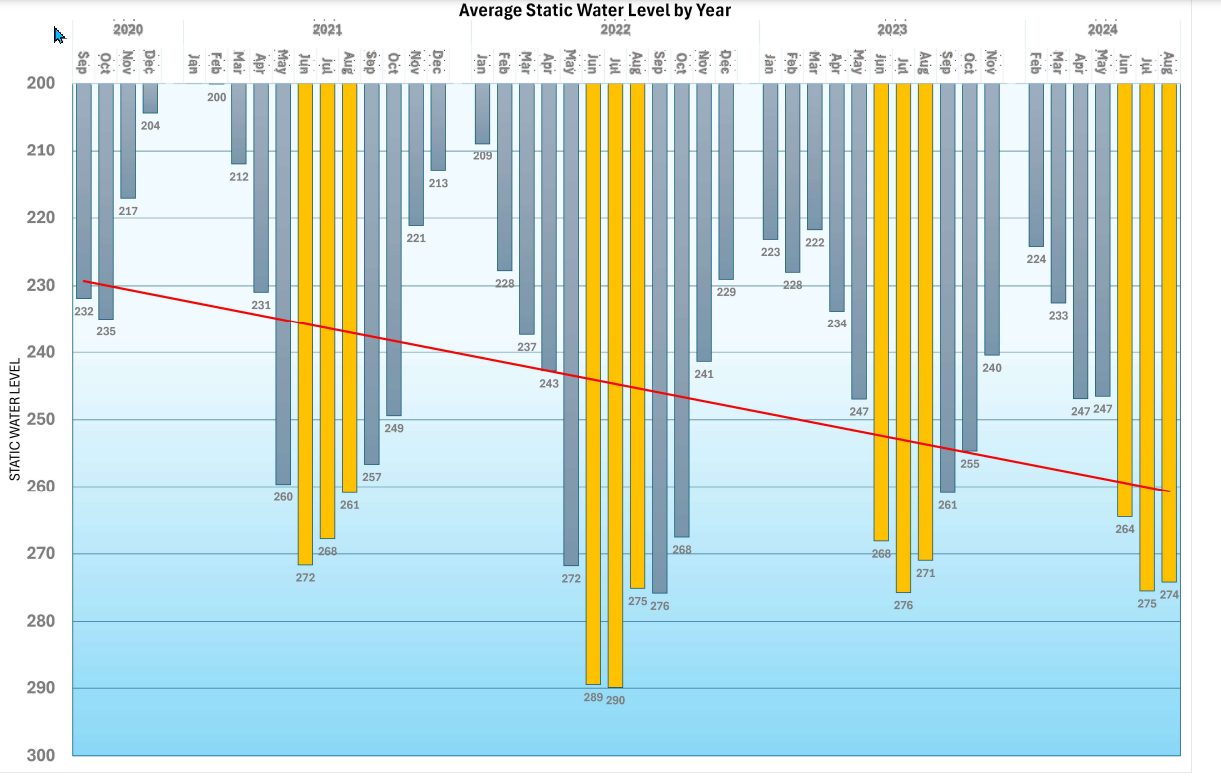 Average Static Water Level by Year
2020 2021 2022 2023 2024
Sep Oct Nov Dec Jan Feb Mar Apr May Jun Jul Aug Sep Oct Nov Dec Jan Feb Mar Apr May Jun Jul Aug Sep Oct Nov Dec Jan Feb Mar Apr May Jun Jul Aug Sep Oct Nov Feb Mar Apr May Jun Jul Aug
STATIC WATER LEVEL
200
210
220
230
240
250
260
270
280
290
300
232 235 217 204
200 212 231 260 272 268 261 257 249 221 213
209 228 237 243 272 289 290 275 276 268 241 229
223 228 222 234 247 268 276 271 261 255 240
224 233 247 247 264 275 274